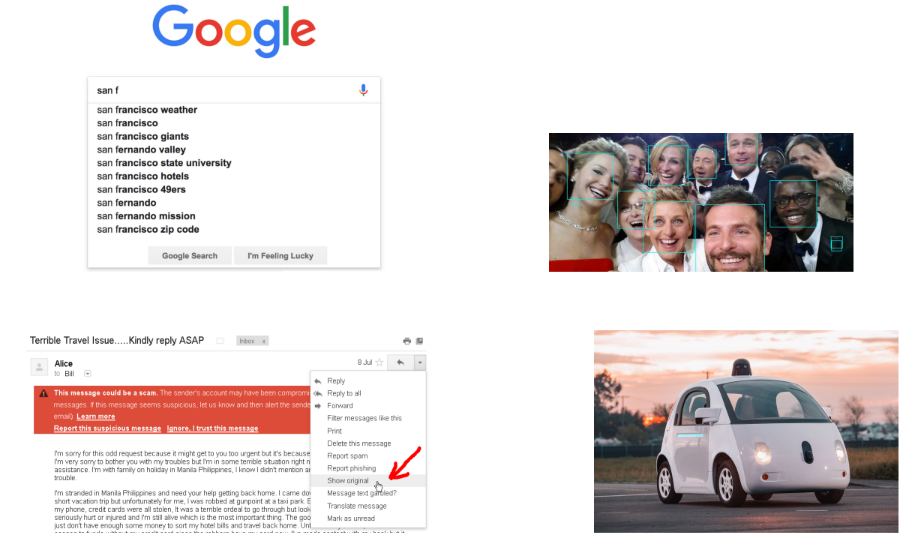 Google
san f
san francisco weather
san francisco
san francisco giants
san fernando valley
san francisco state university
san francisco hotels
san francisco 49ers
san fernando
san fernando mission
san francisco zip code
Google Search I'm Feeling Lucky
Terrible Travel Issue.....Kindly reply ASAP Inbox x
Alice 8 Jul
to Bill
This message could be a scam. The sender's account may have been comprom
messages. If this message seems suspicious, let us know and then alert the sende
email). Learn more
Report this suspicious message Ignore, I trust this message
Reply
Reply to all
Forward
Filter messages like this
Print
Delete this message
Report spam
Report phishing
Show original
Message text garbled?
Translate message
Mark as unread
I'm sorry for this odd request because it might get to you too urgent but it's because
I'm very sorry to bother you with my troubles but I'm in some terrible situation right n
assistance. I'm with family on holiday in Manila Philippines, I know I didn't mention
trouble.
I'm stranded in Manila Philippines and need your help getting back home. I came do
short vacation trip but unfortunately for me, I was robbed at gunpoint at a taxi park. E
my phone, credit cards were all stolen, It was a terrible ordeal to go through but look
seriously hurt or injured and I'm still alive which is the most important thing. The goo
just don't have enough some money to sort my hotel bills and travel back home.